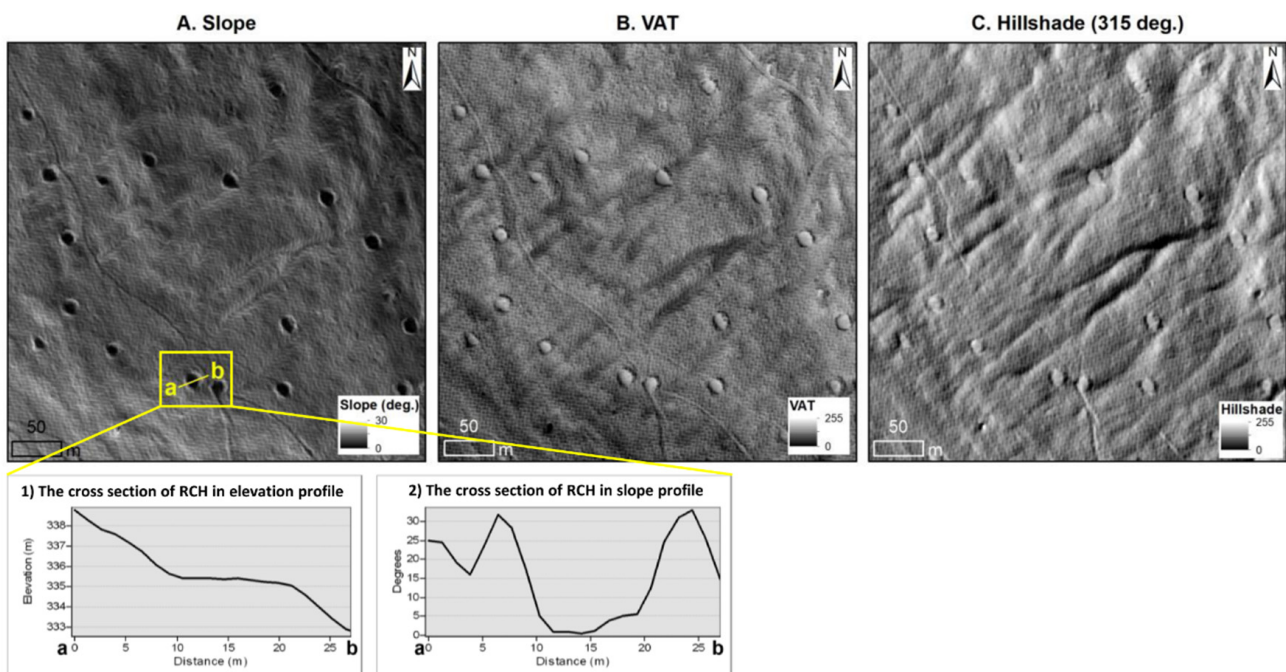 A. Slope
B. VAT
C. Hillshade (315 deg.)
N
N
N
a
b
Slope (deg.)
30
0
50
m
VAT
255
0
50
m
Hillshade
255
0
50
m
1) The cross section of RCH in elevation profile
338
337
336
335
334
333
Elevation (m)
0
5
10
15
20
25
a
b
Distance (m)
2) The cross section of RCH in slope profile
30
25
20
15
10
5
0
Degrees
0
5
10
15
20
25
a
b
Distance (m)